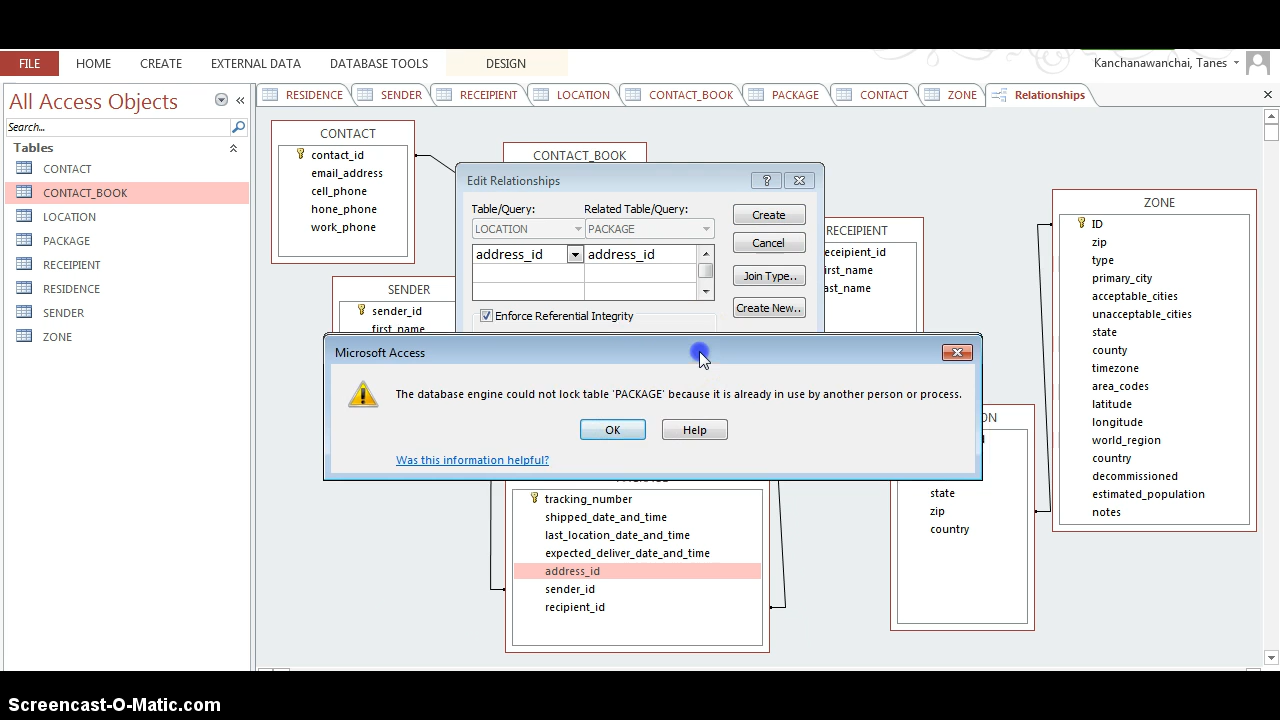 FILE HOME CREATE EXTERNAL DATA DATABASE TOOLS DESIGN Kanchanawanchai, Tanes
All Access Objects
Search...
Tables
CONTACT
CONTACT_BOOK
LOCATION
PACKAGE
RECEIPIENT
RESIDENCE
SENDER
ZONE
RESIDENCE SENDER RECEIPIENT LOCATION CONTACT_BOOK PACKAGE CONTACT ZONE Relationships
CONTACT
contact_id
email_address
cell_phone
hone_phone
work_phone
CONTACT_BOOK
SENDER
sender_id
first_name
Edit Relationships
Table/Query: Related Table/Query:
LOCATION PACKAGE
address_id address_id
Enforce Referential Integrity
Create
Cancel
Join Type..
Create New..
RECEIPIENT
eceipient_id
irst_name
ast_name
ZONE
ID
zip
type
primary_city
acceptable_cities
unacceptable_cities
state
county
timezone
area_codes
latitude
longitude
world_region
country
decommissioned
estimated_population
notes
Microsoft Access
The database engine could not lock table 'PACKAGE' because it is already in use by another person or process.
OK Help
Was this information helpful?
tracking_number
shipped_date_and_time
last_location_date_and_time
expected_deliver_date_and_time
address_id
sender_id
recipient_id
ON
state
zip
country
Screencast-O-Matic.com